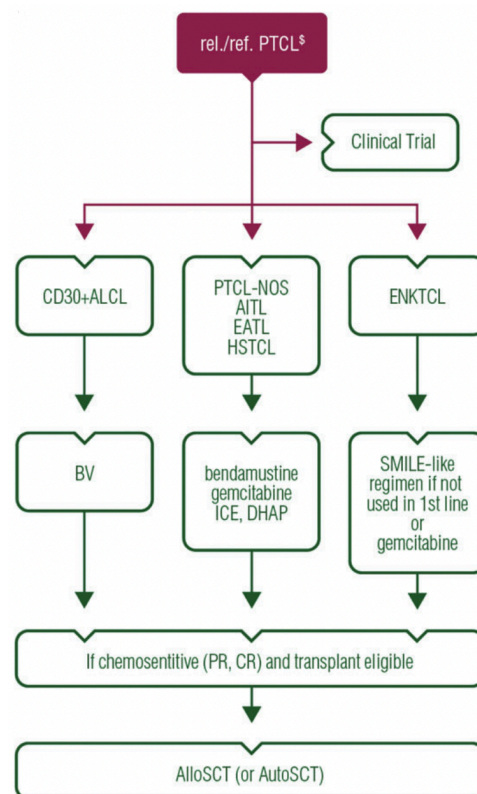 rel./ref. PTCL$
Clinical Trial
CD30+ALCL
PTCL-NOS
AITL
EATL
HSTCL
ENKTCL
BV
bendamustine
gemcitabine
ICE, DHAP
SMILE-like
regimen if not
used in 1st line
or
gemcitabine
If chemosentitive (PR, CR) and transplant eligible
AlloSCT (or AutoSCT)